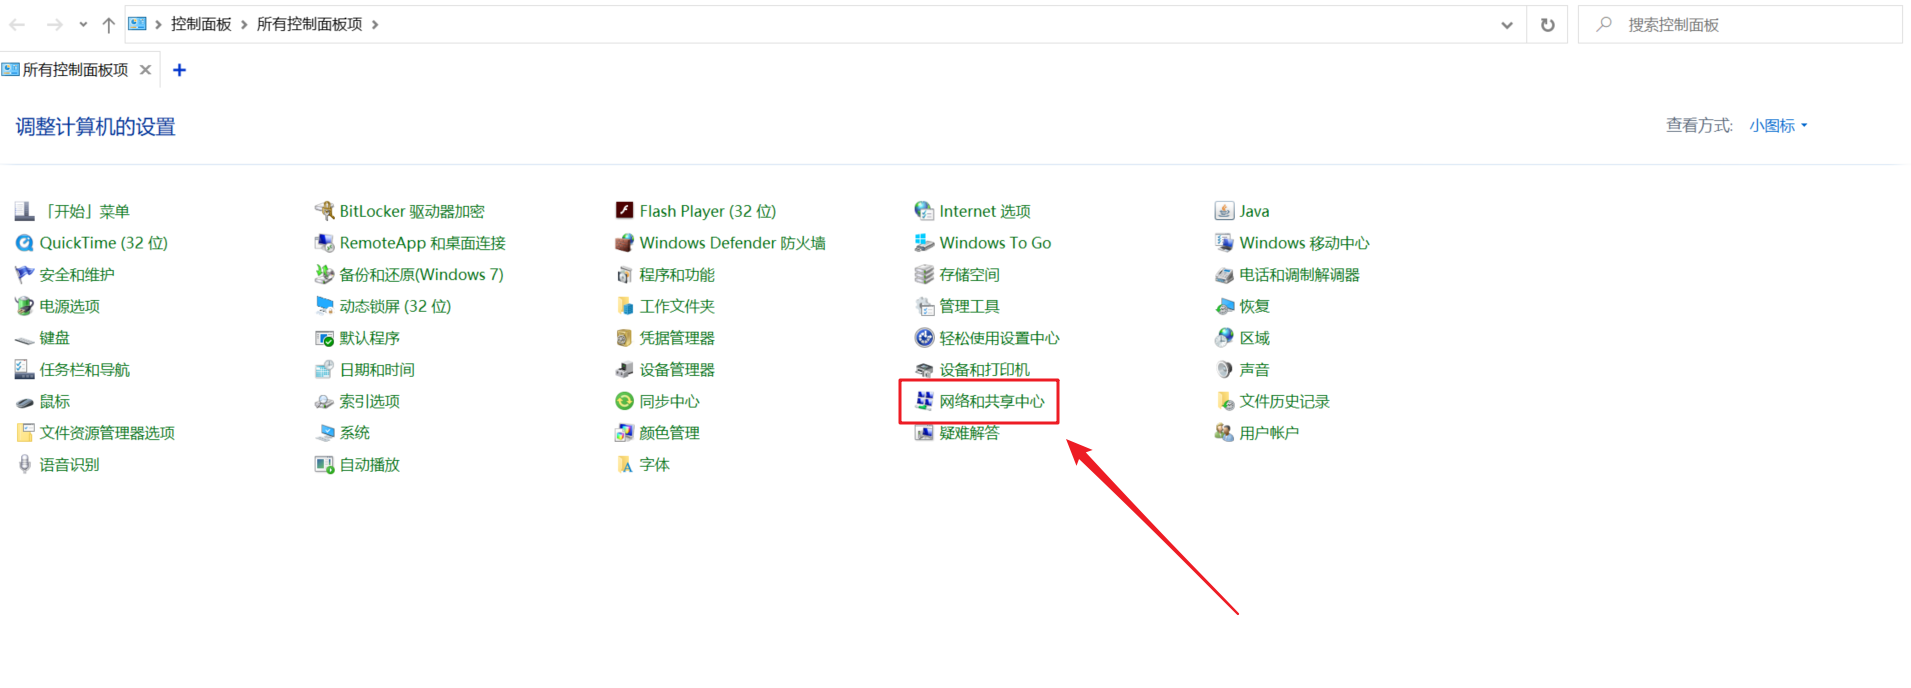 控制面板 所有控制面板项
搜索控制面板
所有控制面板项
调整计算机的设置
查看方式: 小图标
「开始」菜单
BitLocker 驱动器加密
Flash Player (32 位)
Internet 选项
Java
QuickTime (32 位)
RemoteApp 和桌面连接
Windows Defender 防火墙
Windows To Go
Windows 移动中心
安全和维护
备份和还原(Windows 7)
程序和功能
存储空间
电话和调制解调器
电源选项
动态锁屏 (32 位)
工作文件夹
管理工具
恢复
键盘
默认程序
凭据管理器
轻松使用设置中心
区域
任务栏和导航
日期和时间
设备管理器
设备和打印机
声音
鼠标
索引选项
同步中心
网络和共享中心
文件历史记录
文件资源管理器选项
系统
颜色管理
疑难解答
用户帐户
语音识别
自动播放
字体